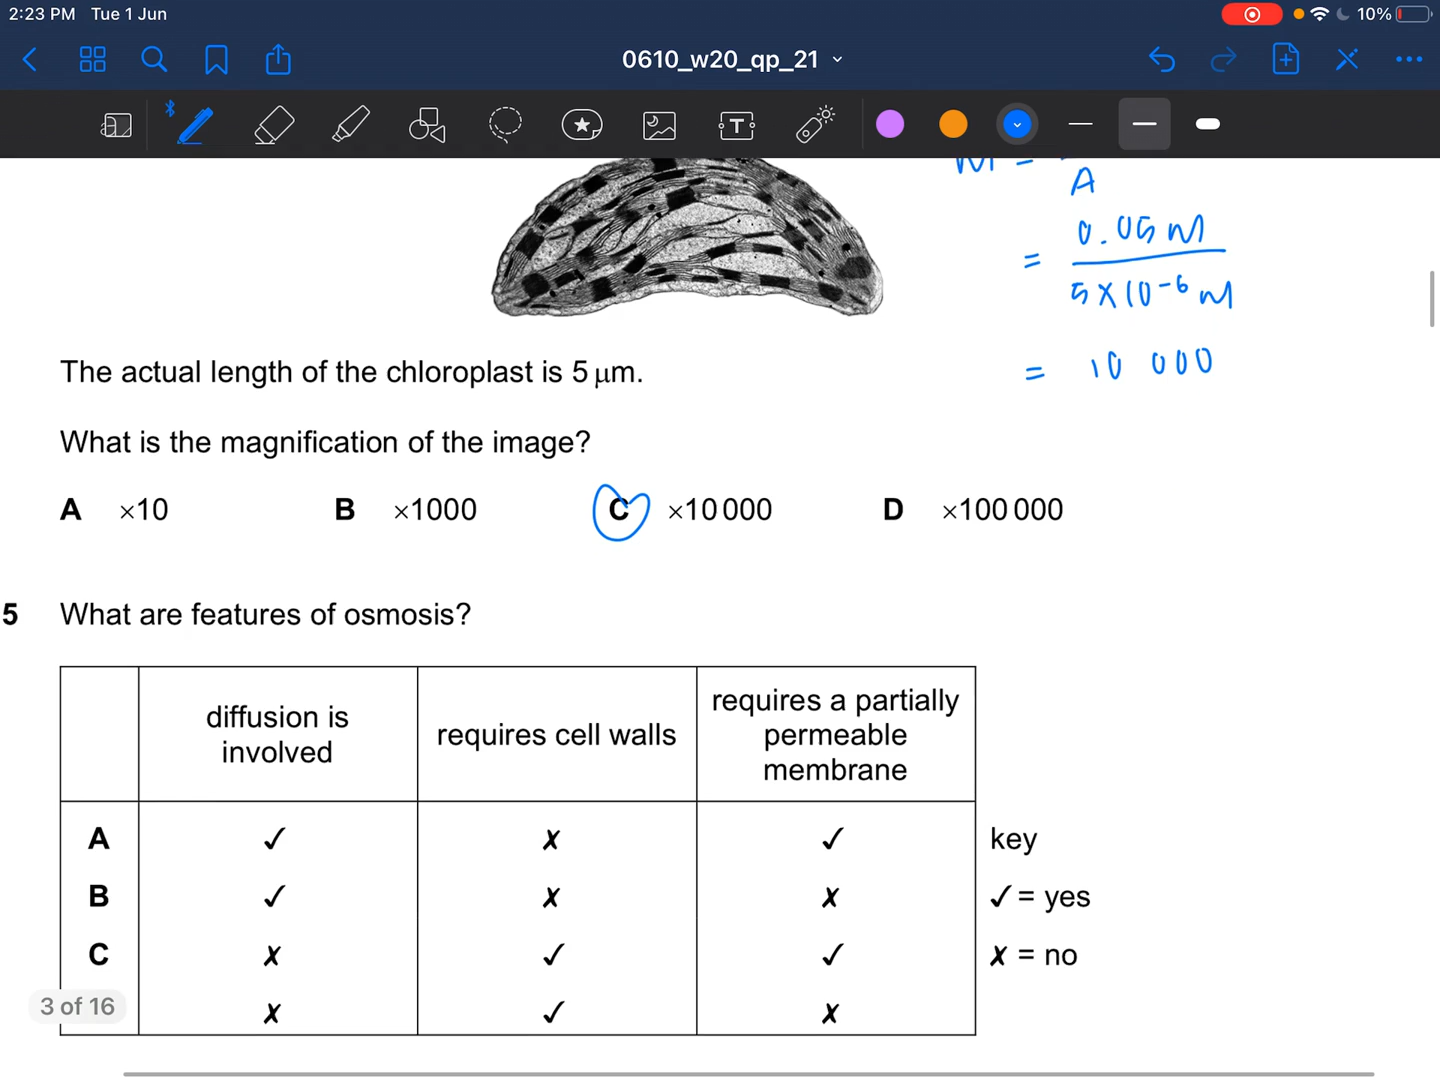 2:23 PM Tue 1 Jun
10%
0610_w20_qp_21
T
A
= 0.05 M
5 × 10⁻⁶ M
The actual length of the chloroplast is 5 μm.
= 10 000
What is the magnification of the image?
A ×10 B ×1000 C ×10 000 D ×100 000
5 What are features of osmosis?
diffusion is involved
requires cell walls
requires a partially permeable membrane
A ✓ ✗ ✓ key
B ✓ ✗ ✗ ✓ = yes
C ✗ ✓ ✓ ✗ = no
3 of 16 ✗ ✓ ✗